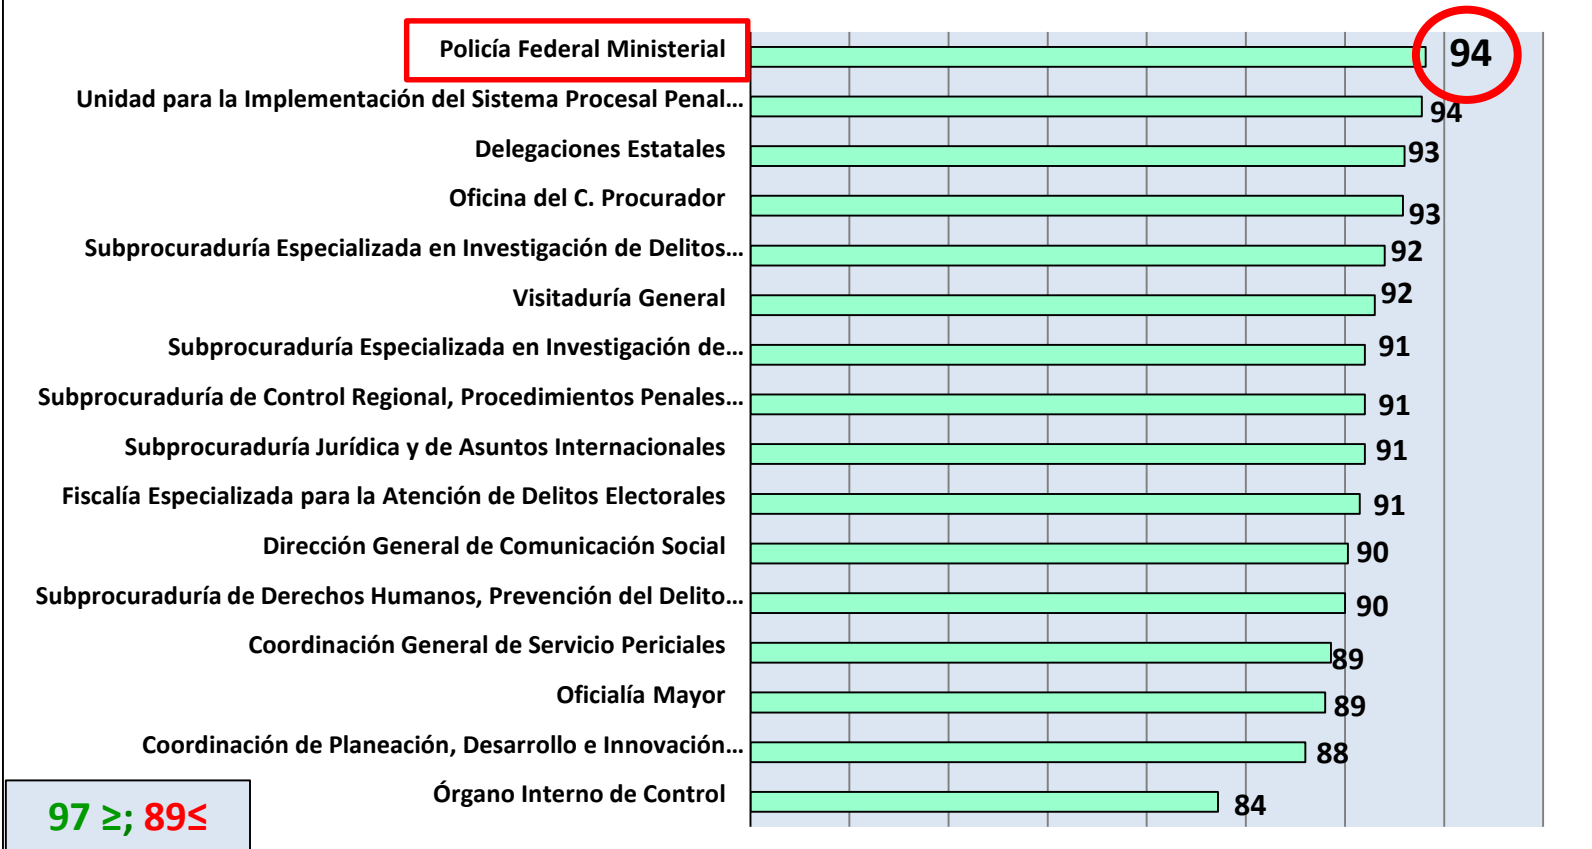 Policía Federal Ministerial 94
Unidad para la Implementación del Sistema Procesal Penal... 94
Delegaciones Estatales 93
Oficina del C. Procurador 93
Subprocuraduría Especializada en Investigación de Delitos... 92
Visitaduría General 92
Subprocuraduría Especializada en Investigación de... 91
Subprocuraduría de Control Regional, Procedimientos Penales... 91
Subprocuraduría Jurídica y de Asuntos Internacionales 91
Fiscalía Especializada para la Atención de Delitos Electorales 91
Dirección General de Comunicación Social 90
Subprocuraduría de Derechos Humanos, Prevención del Delito... 90
Coordinación General de Servicio Periciales 89
Oficialía Mayor 89
Coordinación de Planeación, Desarrollo e Innovación... 88
Órgano Interno de Control 84
97 ≥; 89≤